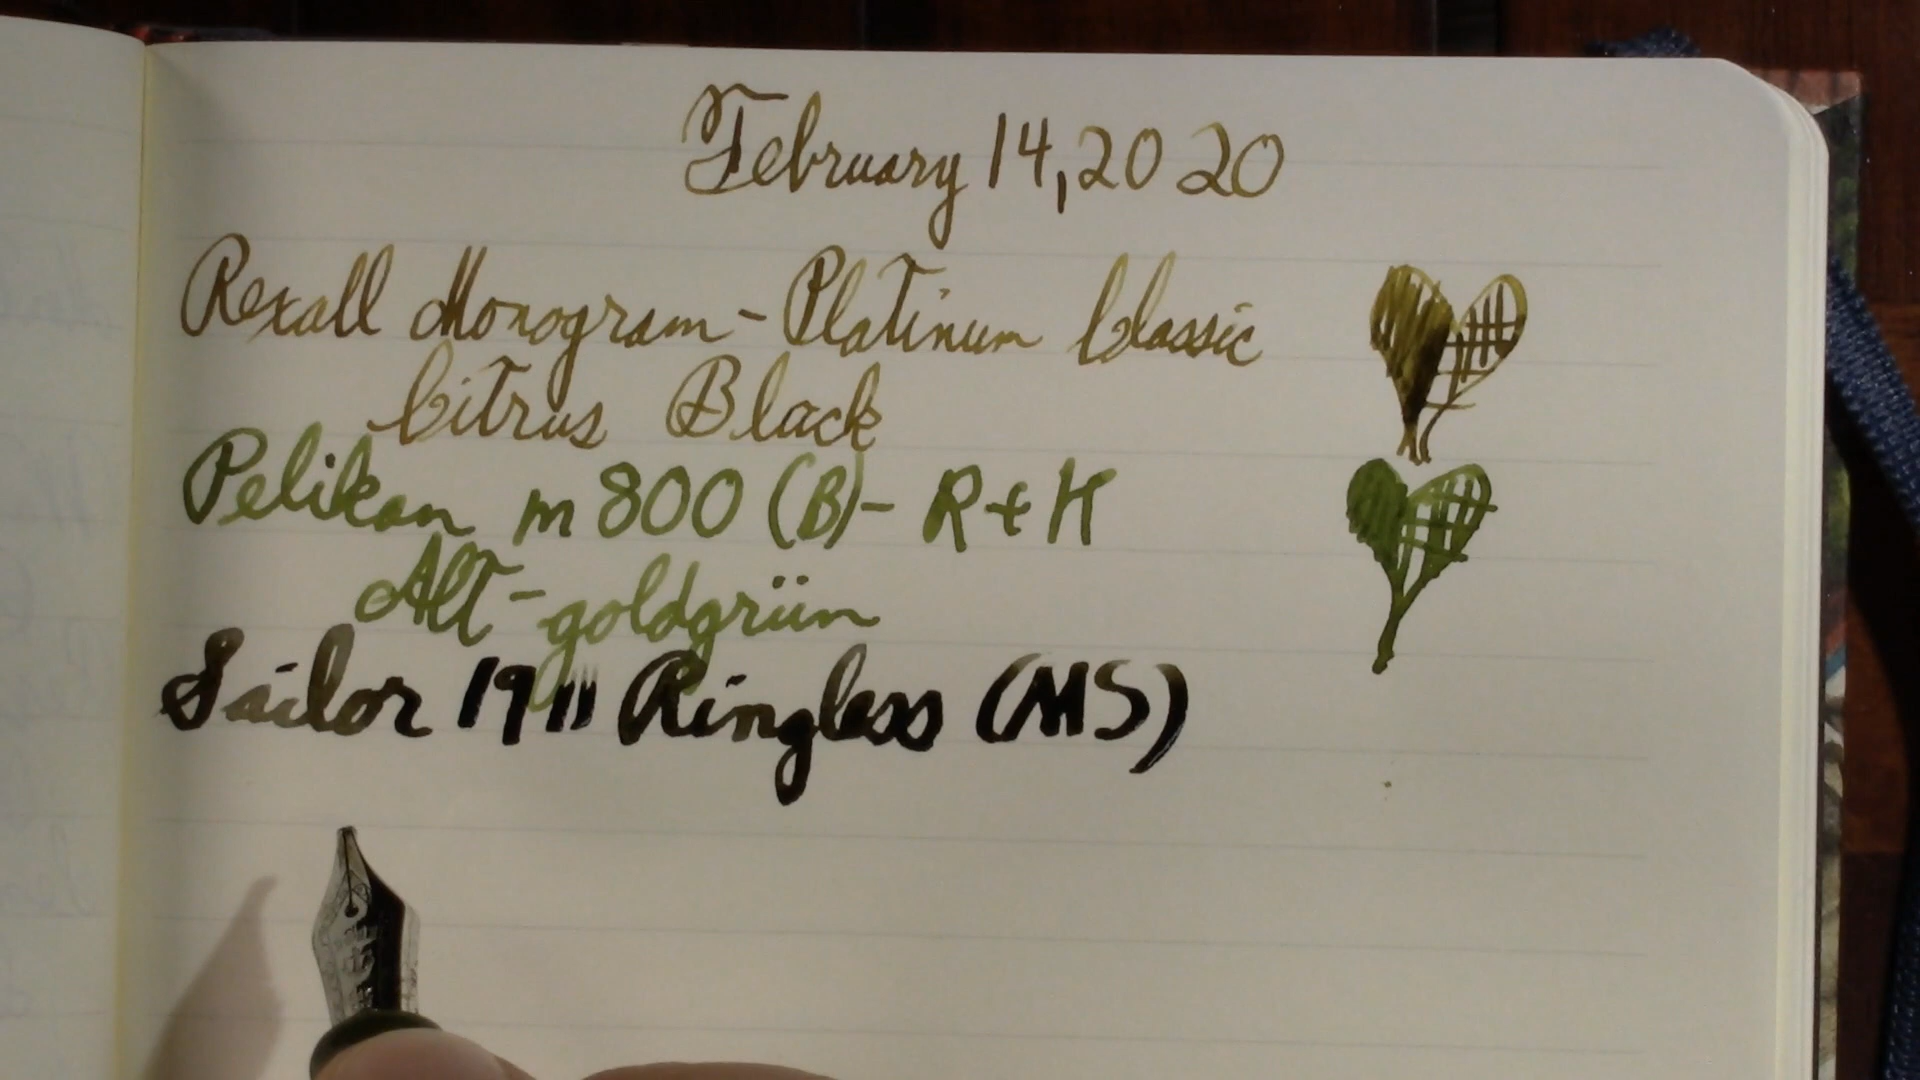 February 14, 2020
Rexall Monogram - Platinum Classic
Citrus Black
Pelikan m800 (B) - R+K
Alt-goldgrün
Sailor 1911 Ringless (MS)